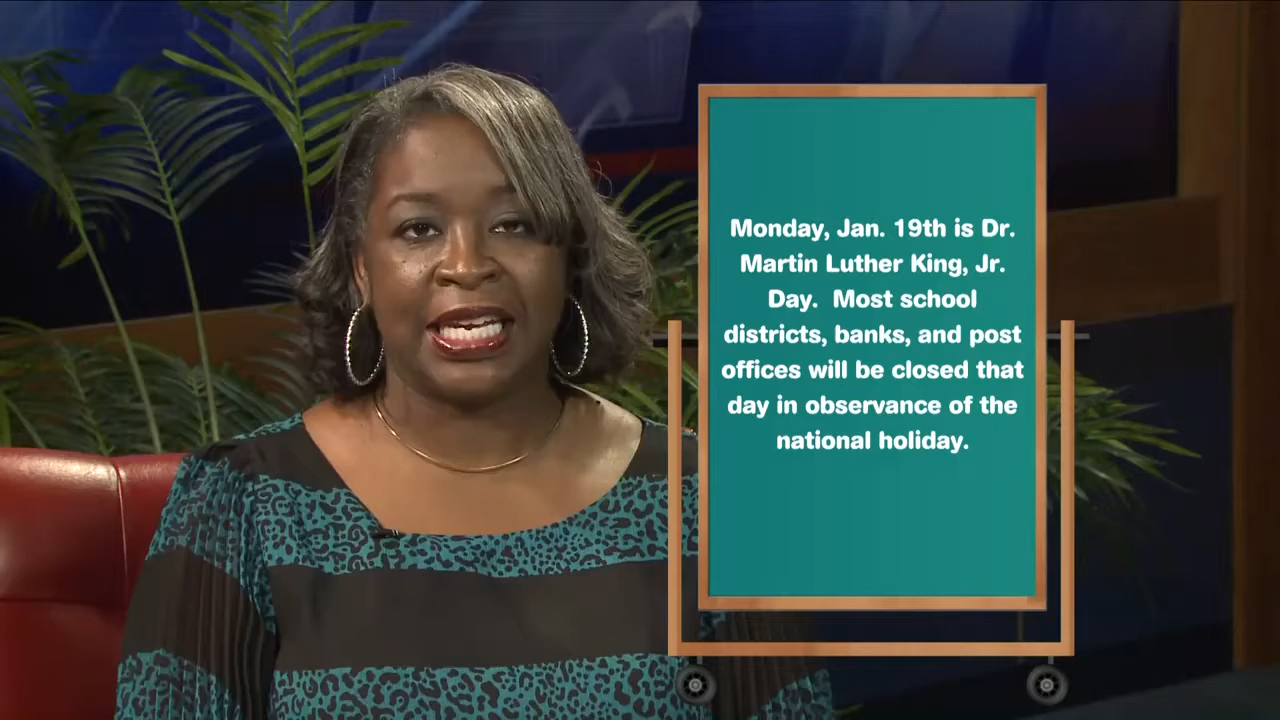 Monday, Jan. 19th is Dr.
Martin Luther King, Jr.
Day.  Most school
districts, banks, and post
offices will be closed that
day in observance of the
national holiday.